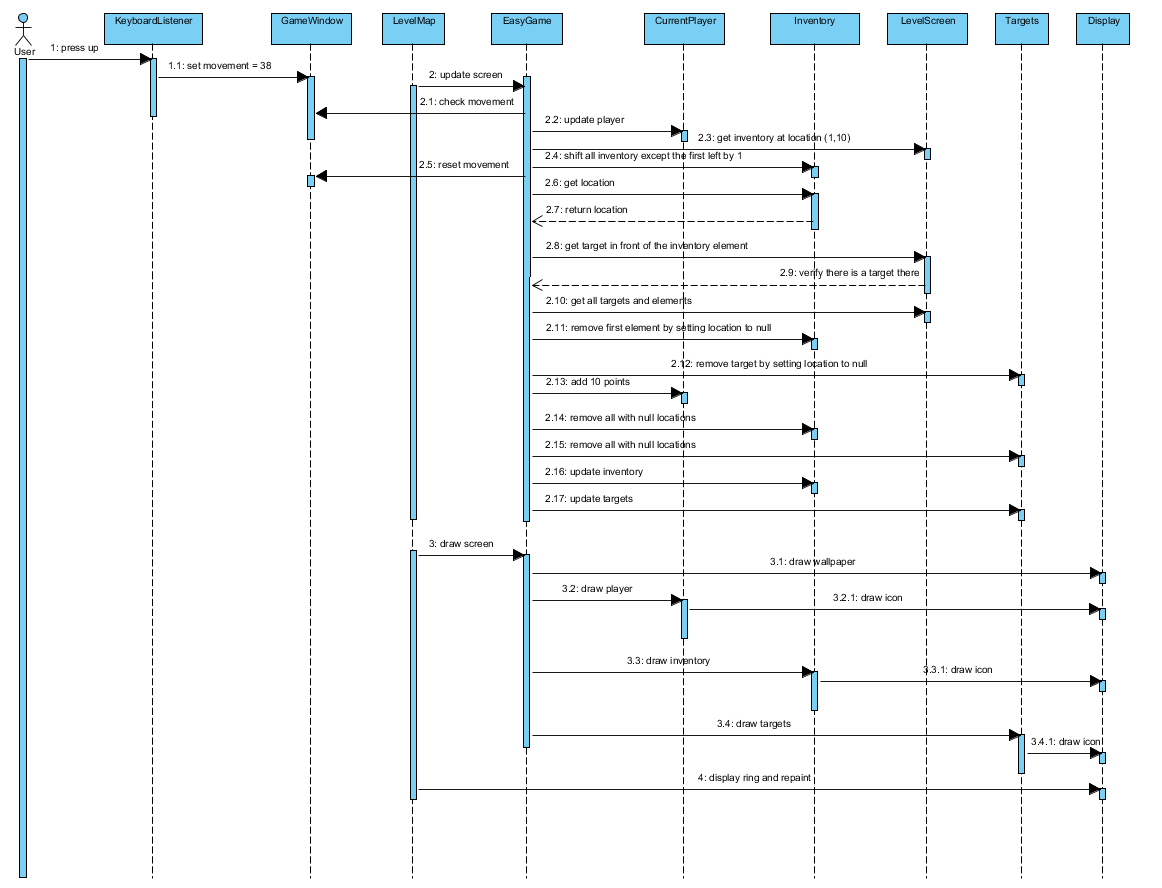 KeyboardListener
GameWindow
LevelMap
EasyGame
CurrentPlayer
Inventory
LevelScreen
Targets
Display
User
1: press up
1.1: set movement = 38
2: update screen
2.1: check movement
2.2: update player
2.3: get inventory at location (1,10)
2.4: shift all inventory except the first left by 1
2.5: reset movement
2.6: get location
2.7: return location
2.8: get target in front of the inventory element
2.9: verify there is a target there
2.10: get all targets and elements
2.11: remove first element by setting location to null
2.12: remove target by setting location to null
2.13: add 10 points
2.14: remove all with null locations
2.15: remove all with null locations
2.16: update inventory
2.17: update targets
3: draw screen
3.1: draw wallpaper
3.2: draw player
3.2.1: draw icon
3.3: draw inventory
3.3.1: draw icon
3.4: draw targets
3.4.1: draw icon
4: display ring and repaint